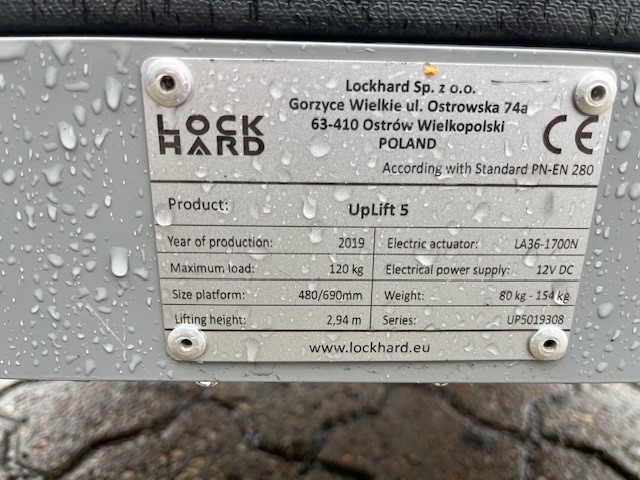 LOCK
HARD
Lockhard Sp. z o.o.
Gorzyce Wielkie ul. Ostrowska 74a
63-410 Ostrów Wielkopolski
POLAND
CE
According with Standard PN-EN 280
Product: UpLift 5
Year of production: 2019 Electric actuator: LA36-1700N
Maximum load: 120 kg Electrical power supply: 12V DC
Size platform: 480/690mm Weight: 80 kg - 154 kg
Lifting height: 2,94 m Series: UP5019308
www.lockhard.eu